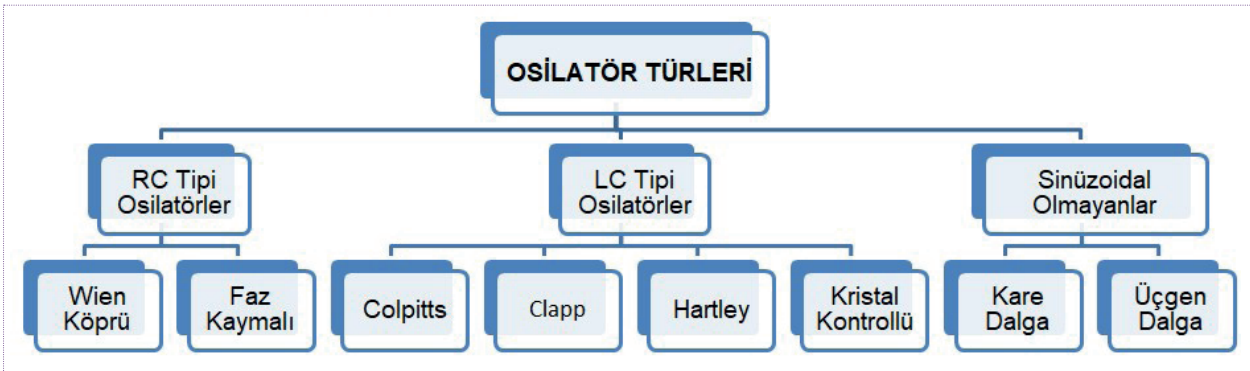 OSİLATÖR TÜRLERİ
RC Tipi
Osilatörler
LC Tipi
Osilatörler
Sinüzoidal
Olmayanlar
Wien
Köprü
Faz
Kaymalı
Colpitts
Clapp
Hartley
Kristal
Kontrollü
Kare
Dalga
Üçgen
Dalga